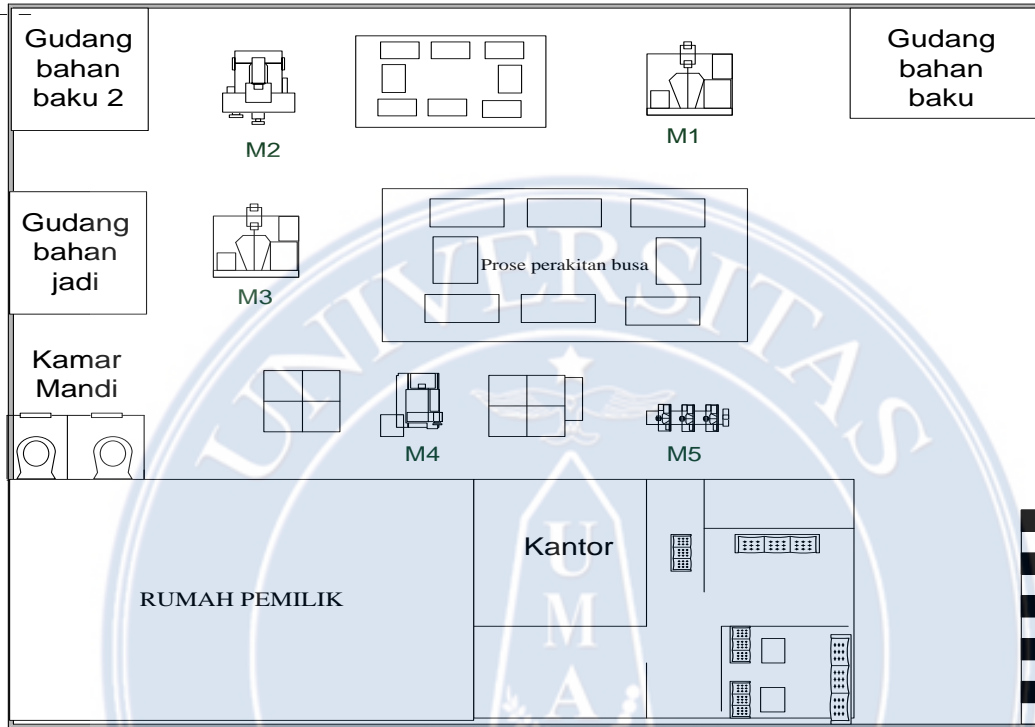 Gudang
bahan
baku 2
M2
M1
Gudang
bahan
baku
Gudang
bahan
jadi
M3
Prose perakitan busa
Kamar
Mandi
M4
M5
Kantor
RUMAH PEMILIK
UNIVERSITAS
U
M
A